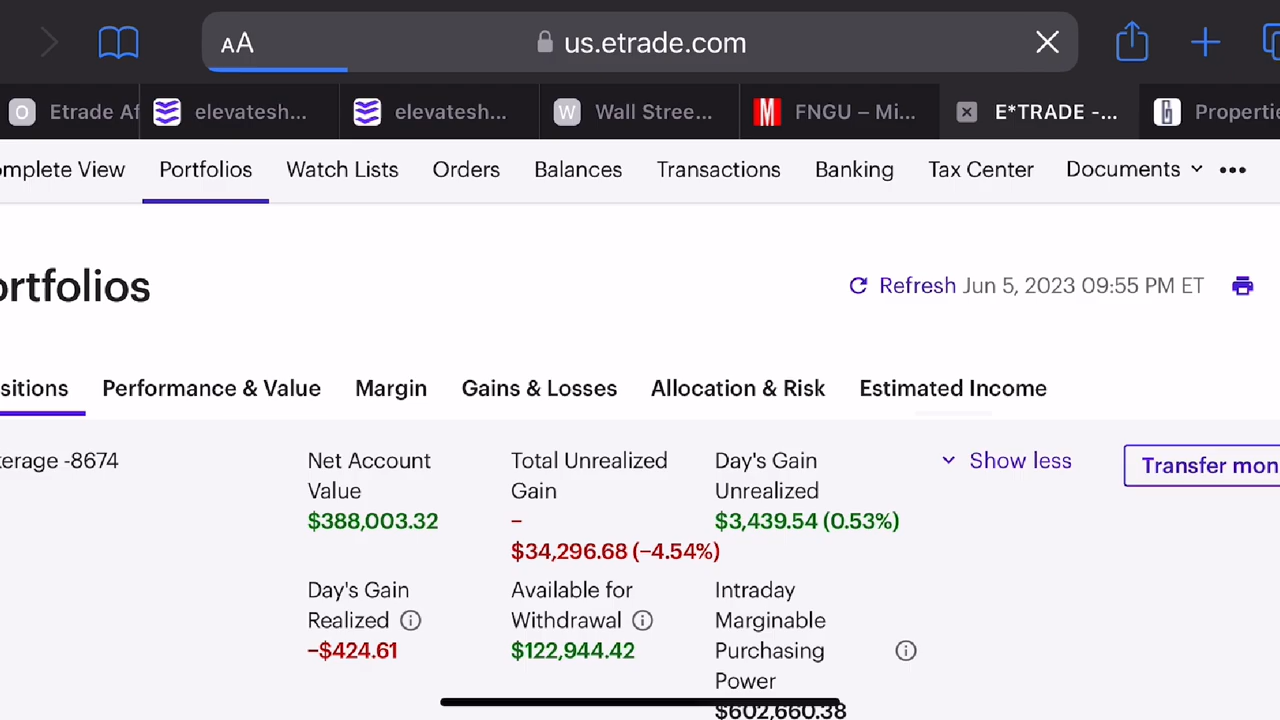 AA us.etrade.com
O Etrade Af elevatesh... elevatesh... W Wall Stree... M FNGU – Mi... E*TRADE -... G Properti
omplete View Portfolios Watch Lists Orders Balances Transactions Banking Tax Center Documents •••
ortfolios
Refresh Jun 5, 2023 09:55 PM ET
sitions Performance & Value Margin Gains & Losses Allocation & Risk Estimated Income
kerage -8674
Net Account
Value
$388,003.32
Total Unrealized
Gain
–
$34,296.68 (–4.54%)
Day's Gain
Unrealized
$3,439.54 (0.53%)
Show less
Transfer mon
Day's Gain
Realized
–$424.61
Available for
Withdrawal
$122,944.42
Intraday
Marginable
Purchasing
Power
$602,660.38